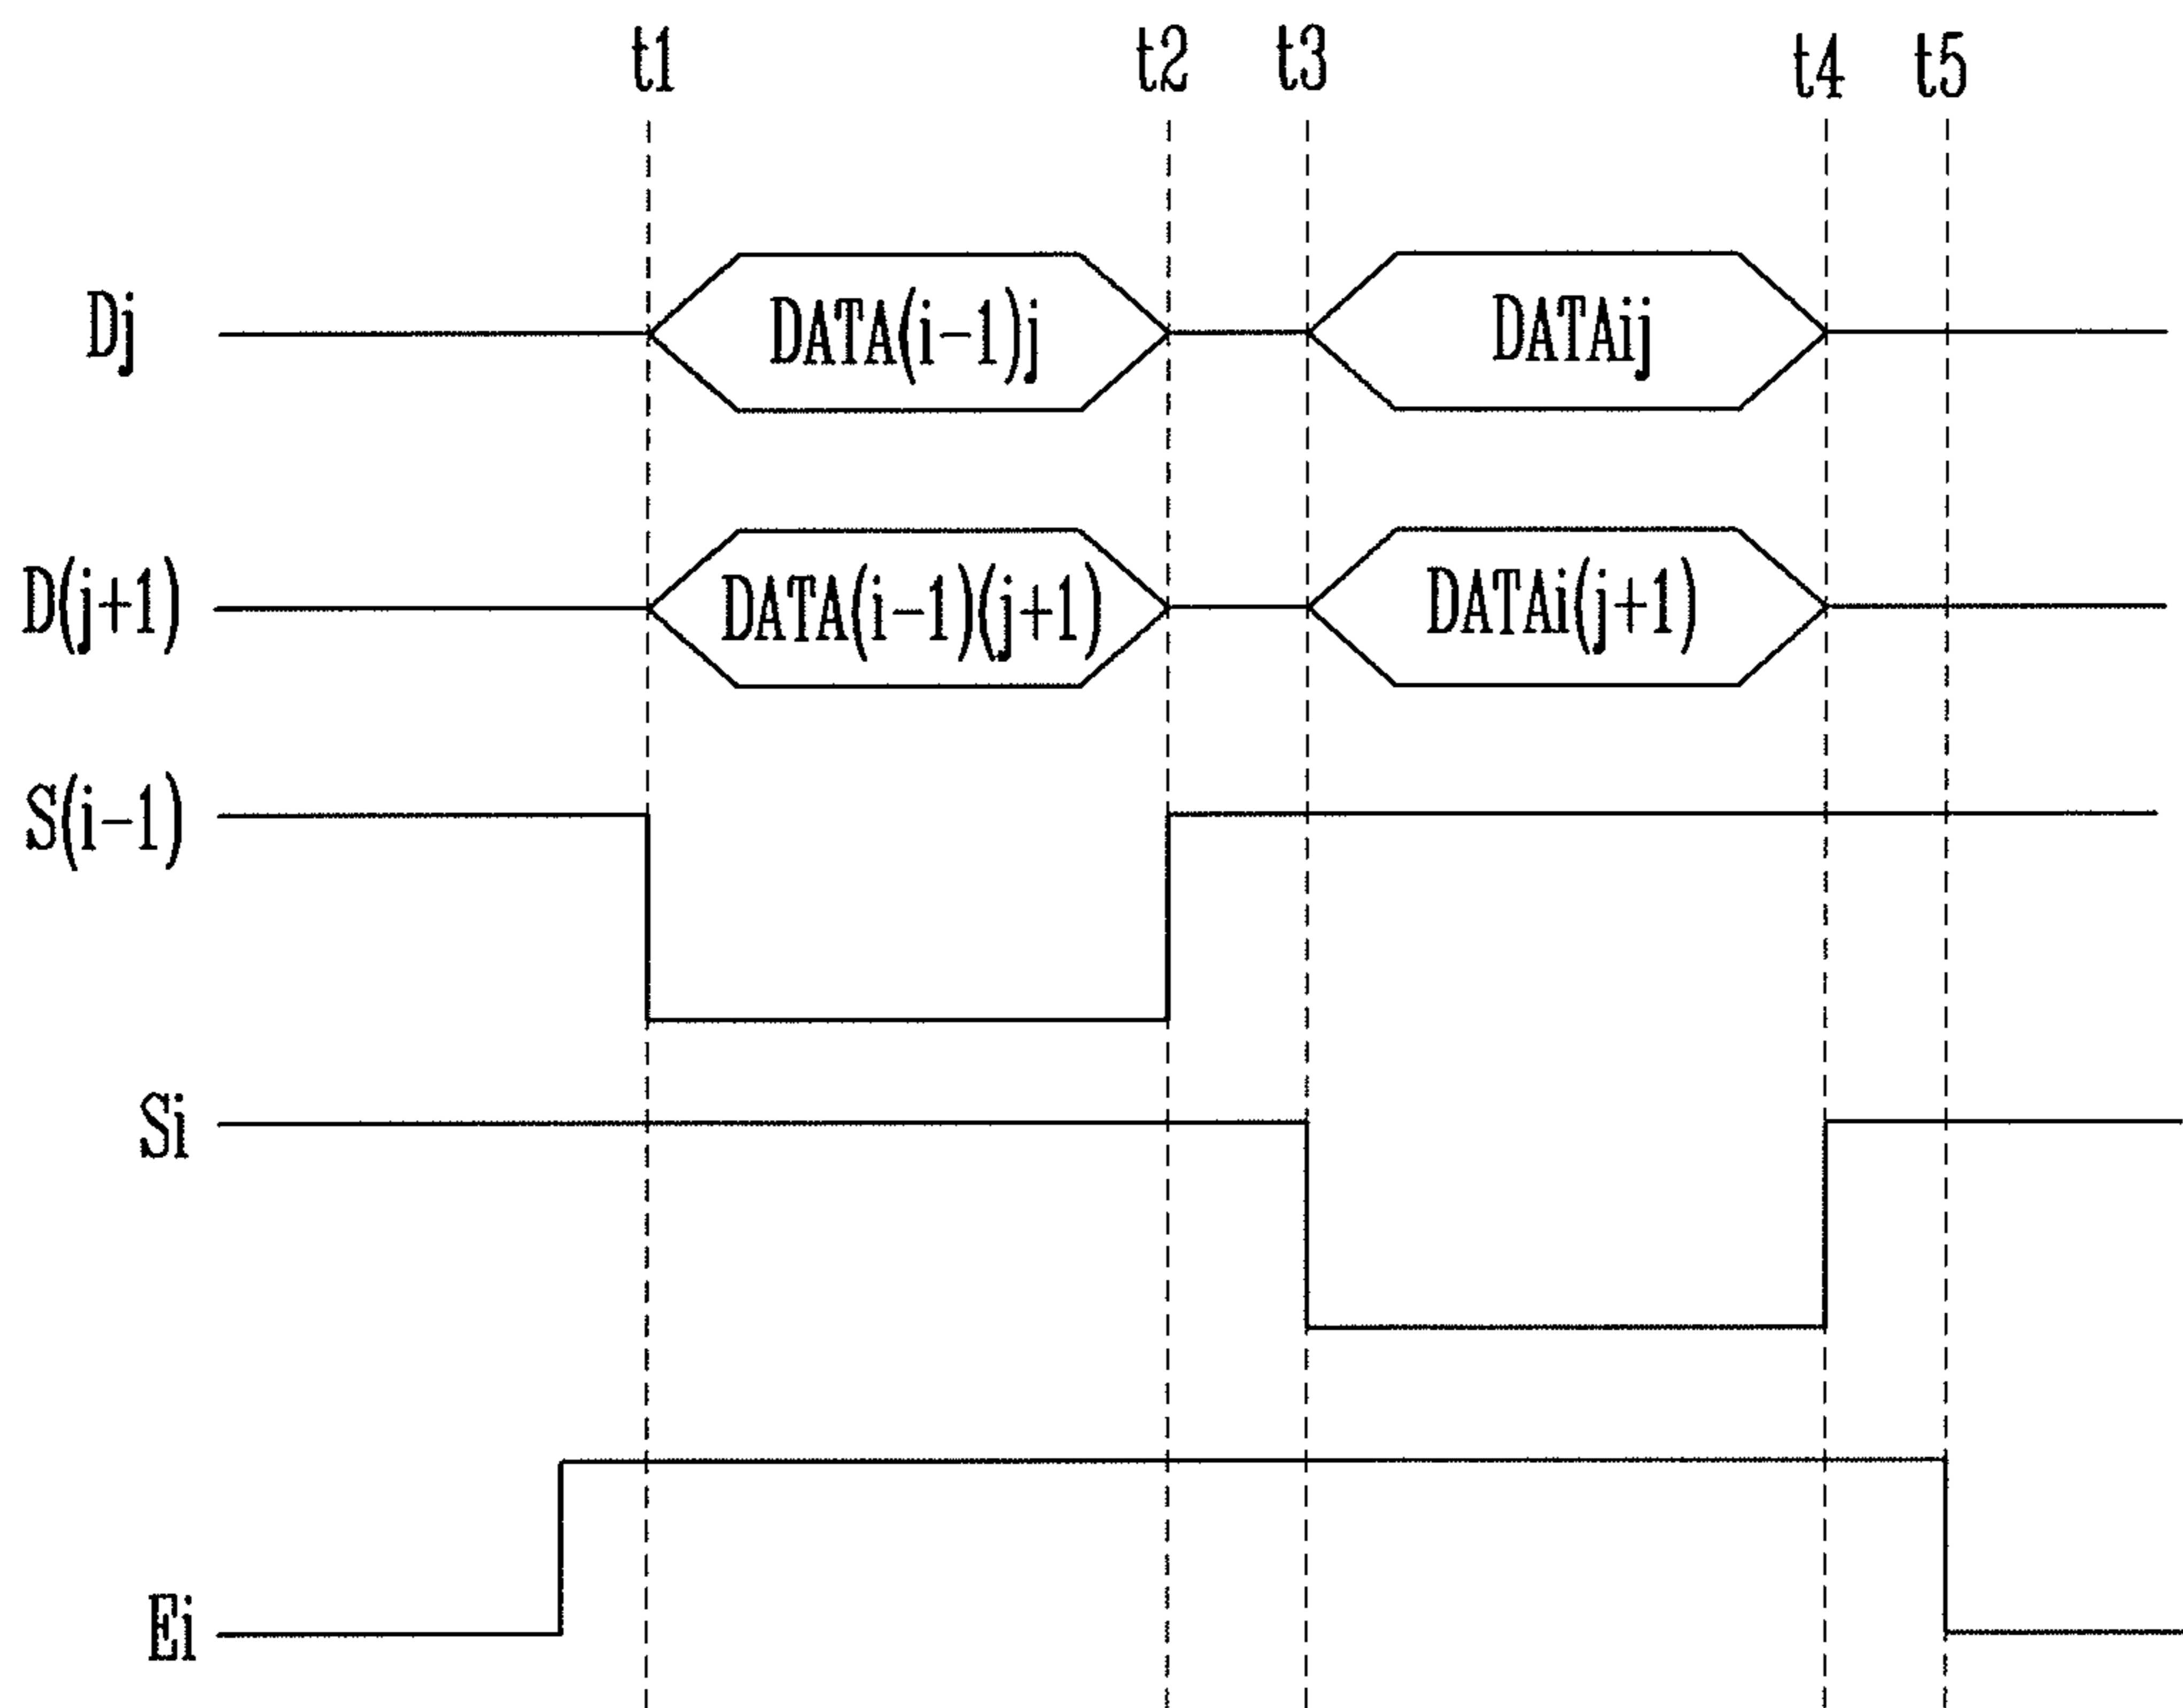 t1 t2 t3 t4 t5
Dj DATA(i-1)j DATAij
D(j+1) DATA(i-1)(j+1) DATAi(j+1)
S(i-1)
Si
Ei